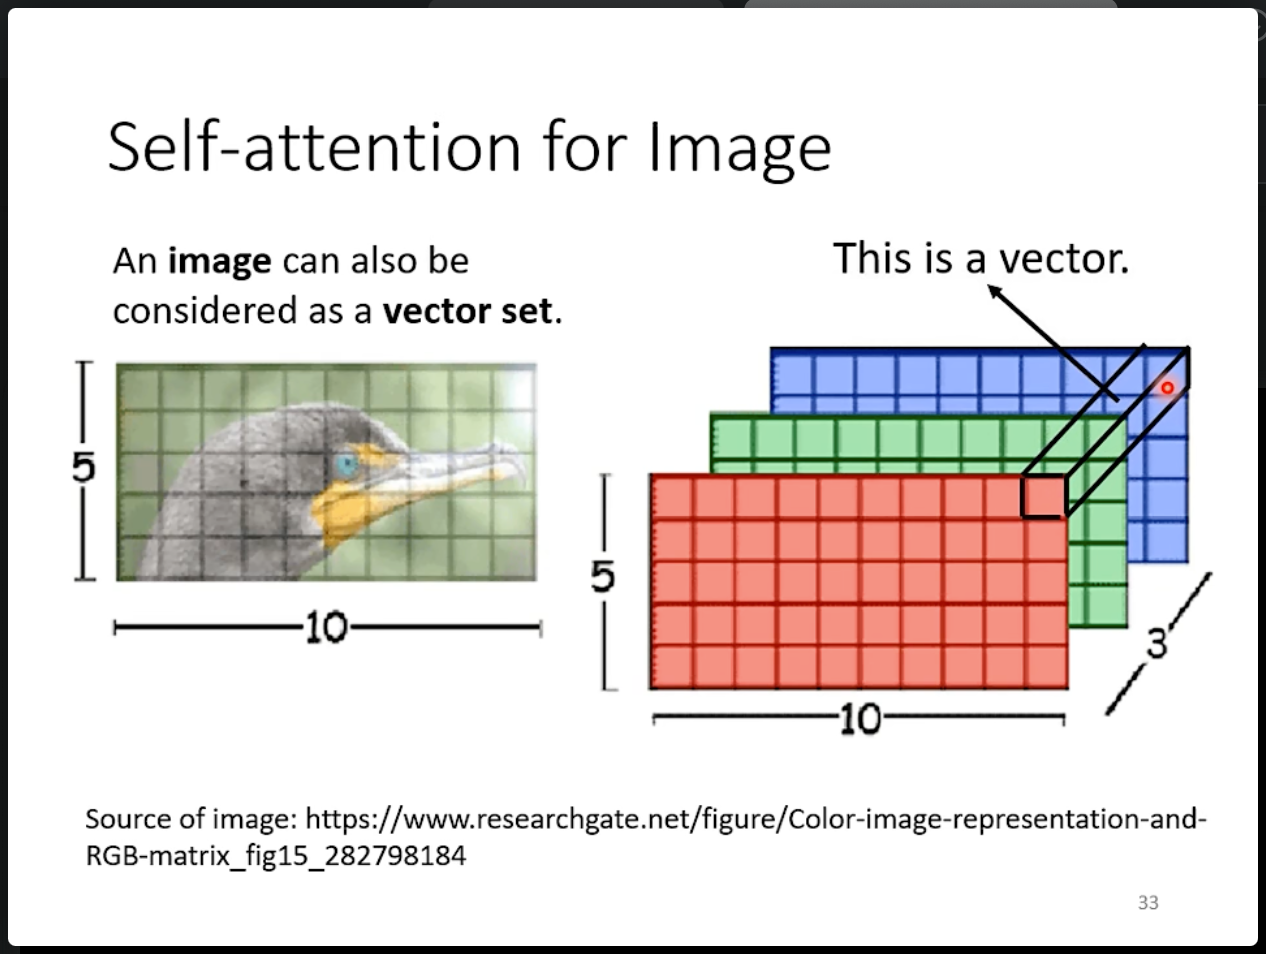 Self-attention for Image
An image can also be
considered as a vector set.
This is a vector.
5
10
5
10
3
Source of image: https://www.researchgate.net/figure/Color-image-representation-and-
RGB-matrix_fig15_282798184
33